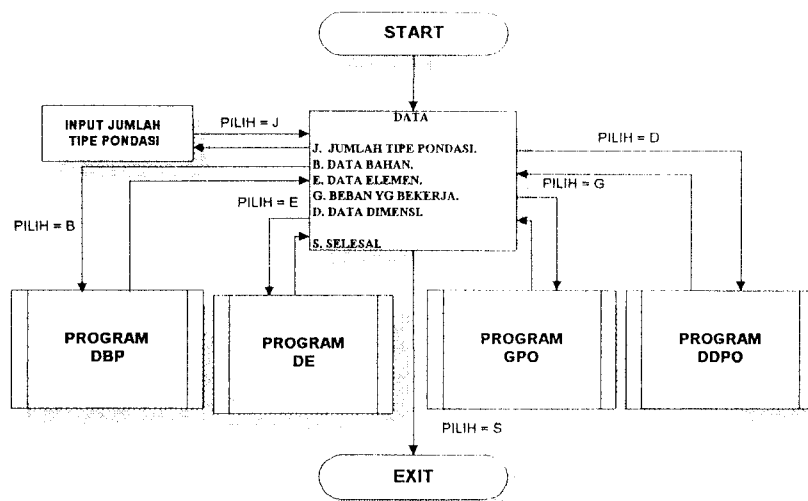 START
DATA
PILIH = J
INPUT JUMLAH
TIPE PONDASI
J. JUMLAH TIPE PONDASI.
B. DATA BAHAN.
E. DATA ELEMEN.
G. BEBAN YG BEKERJA.
D. DATA DIMENSI.
S. SELESAI.
PILIH = D
PILIH = G
PILIH = E
PILIH = B
PROGRAM
DBP
PROGRAM
DE
PROGRAM
GPO
PROGRAM
DDPO
PILIH = S
EXIT